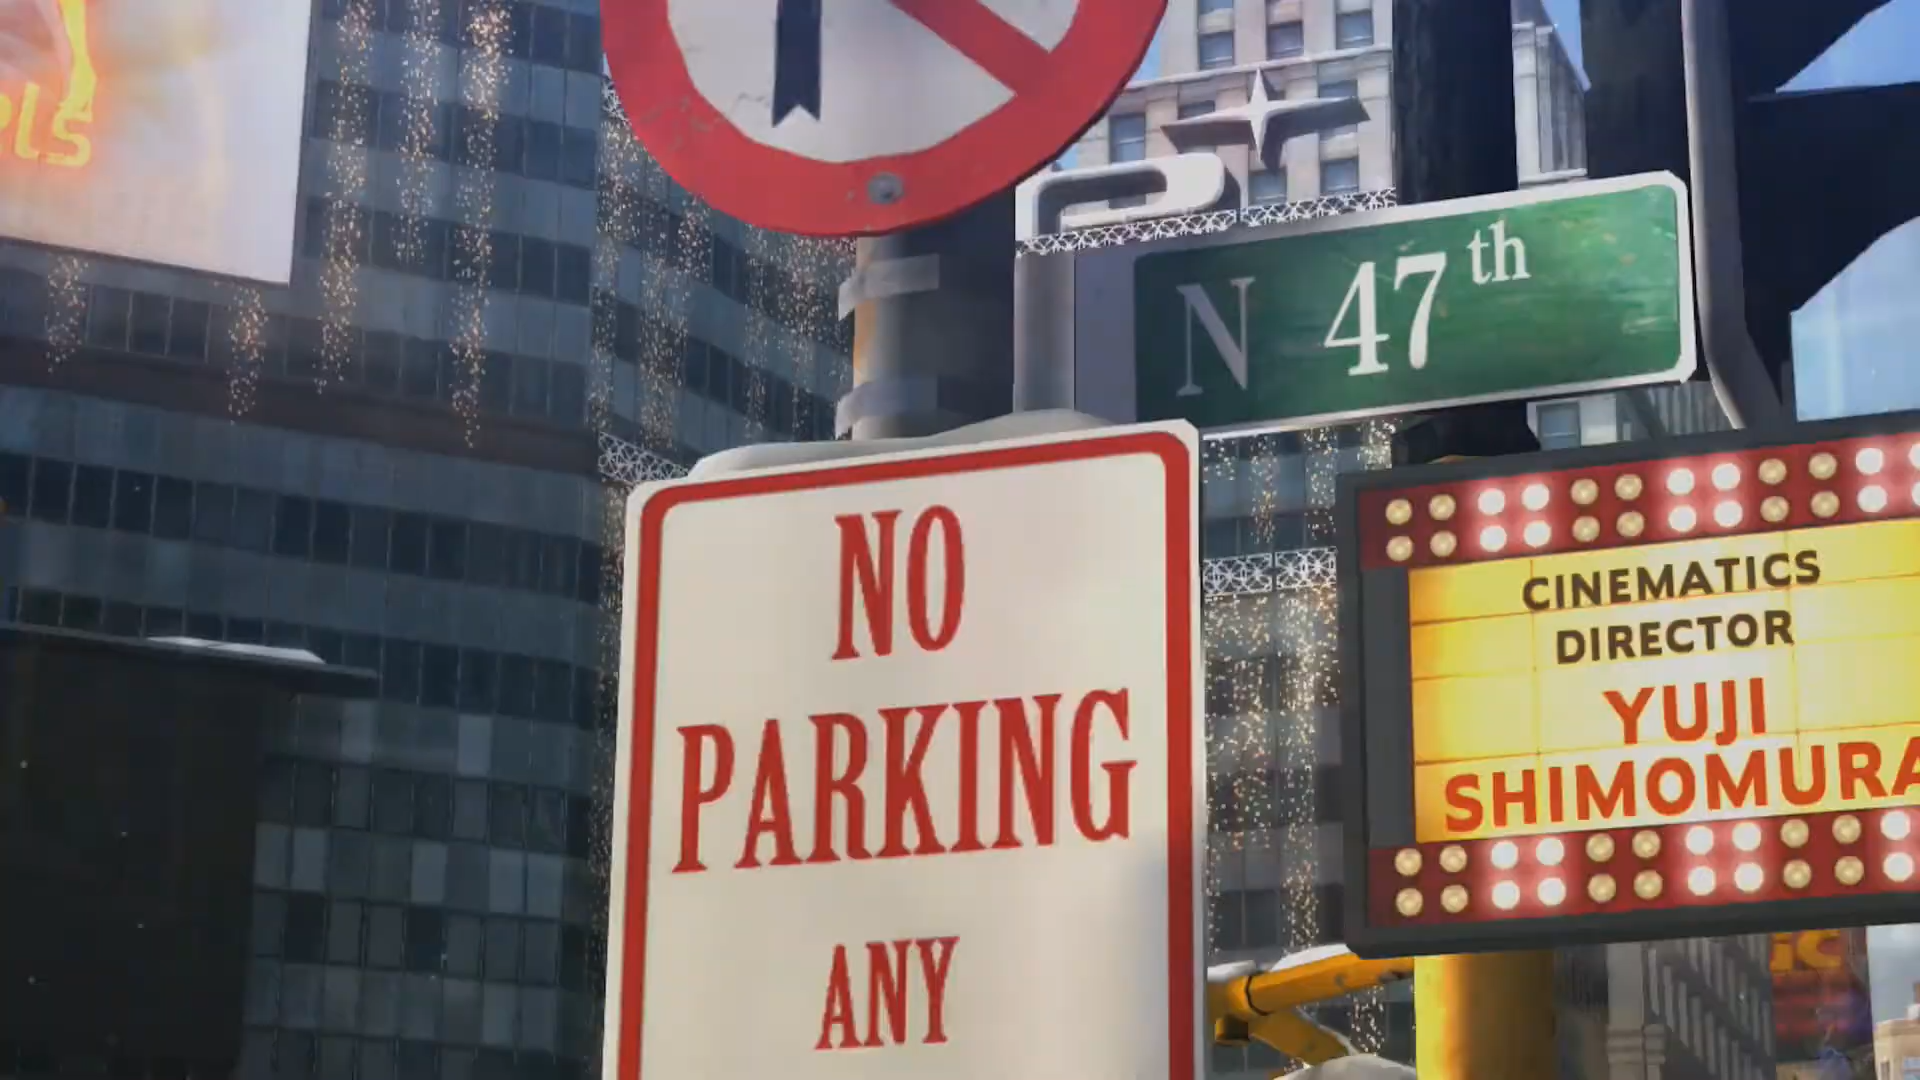 N 47th
NO
PARKING
ANY
CINEMATICS
DIRECTOR
YUJI
SHIMOMURA